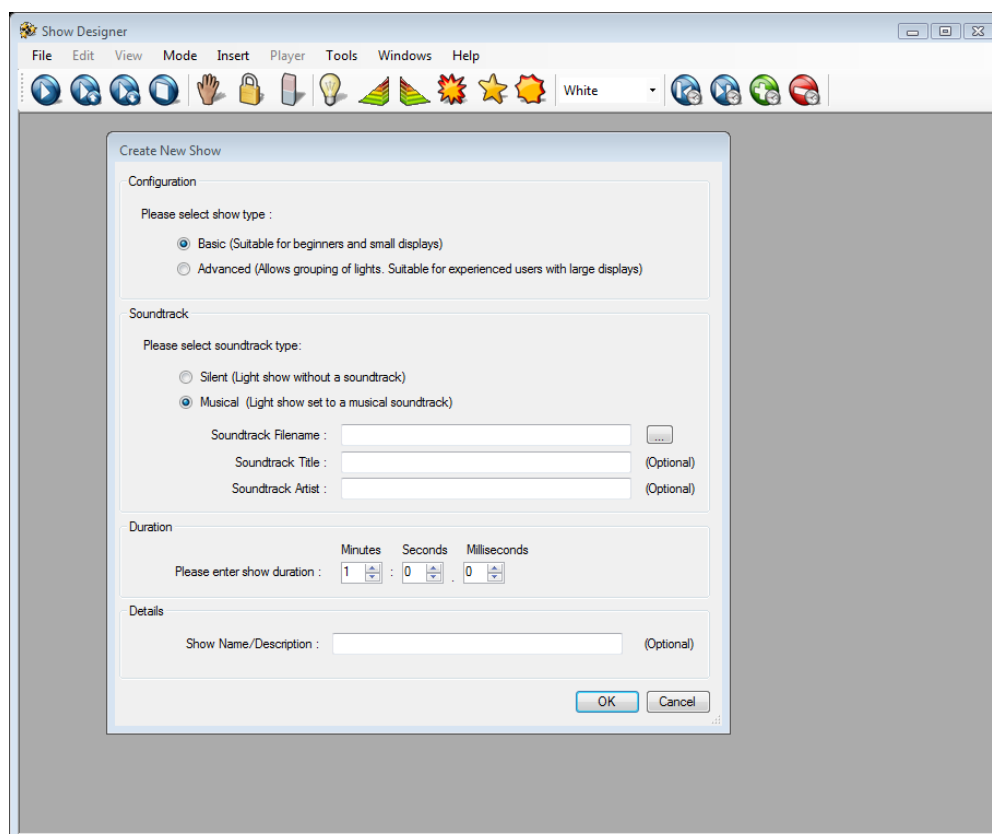 Show Designer
File Edit View Mode Insert Player Tools Windows Help
White
Create New Show
Configuration
Please select show type :
Basic (Suitable for beginners and small displays)
Advanced (Allows grouping of lights. Suitable for experienced users with large displays)
Soundtrack
Please select soundtrack type:
Silent (Light show without a soundtrack)
Musical (Light show set to a musical soundtrack)
Soundtrack Filename : ...
Soundtrack Title : (Optional)
Soundtrack Artist : (Optional)
Duration
Minutes Seconds Milliseconds
Please enter show duration : 1 : 0 . 0
Details
Show Name/Description : (Optional)
OK Cancel